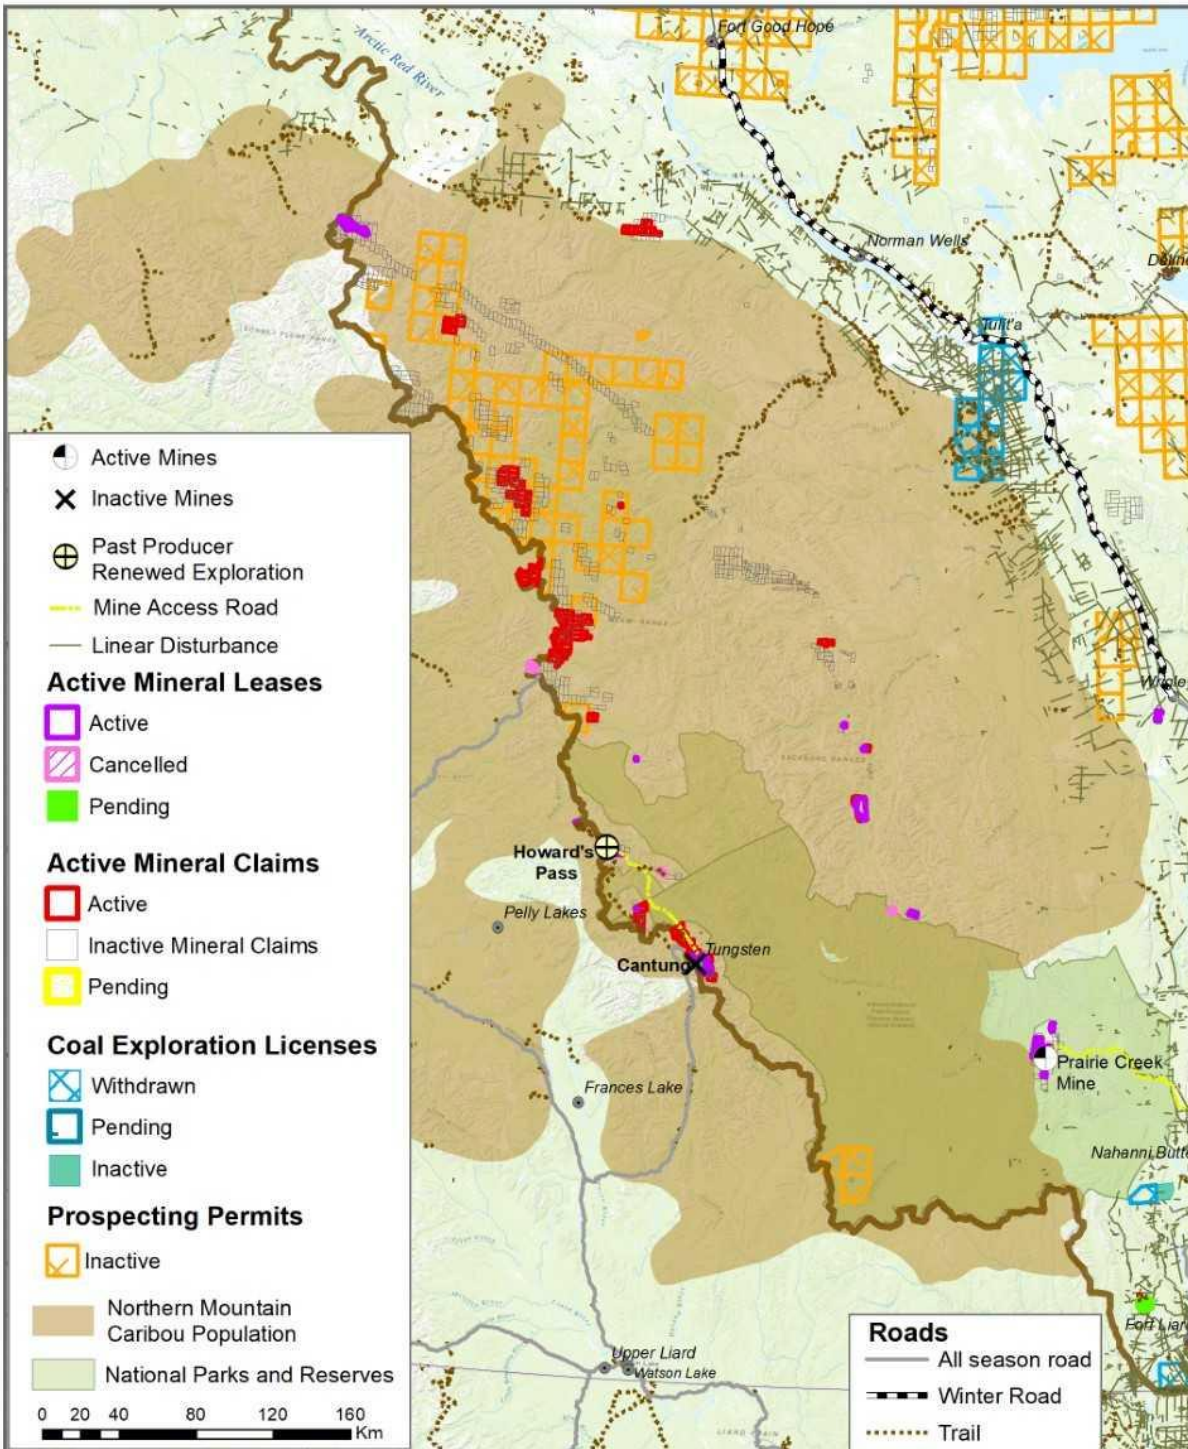 Fort Good Hope
Arctic Red River
Norman Wells
Tulit'a
Howard's
Pass
Pelly Lakes
Tungsten
Cantung
Prairie Creek
Mine
Frances Lake
Upper Liard
Watson Lake
Active Mines
Inactive Mines
Past Producer
Renewed Exploration
Mine Access Road
Linear Disturbance
Active Mineral Leases
Active
Cancelled
Pending
Active Mineral Claims
Active
Inactive Mineral Claims
Pending
Coal Exploration Licenses
Withdrawn
Pending
Inactive
Prospecting Permits
Inactive
Northern Mountain
Caribou Population
National Parks and Reserves
0 20 40 80 120 160
Km
Roads
All season road
Winter Road
Trail